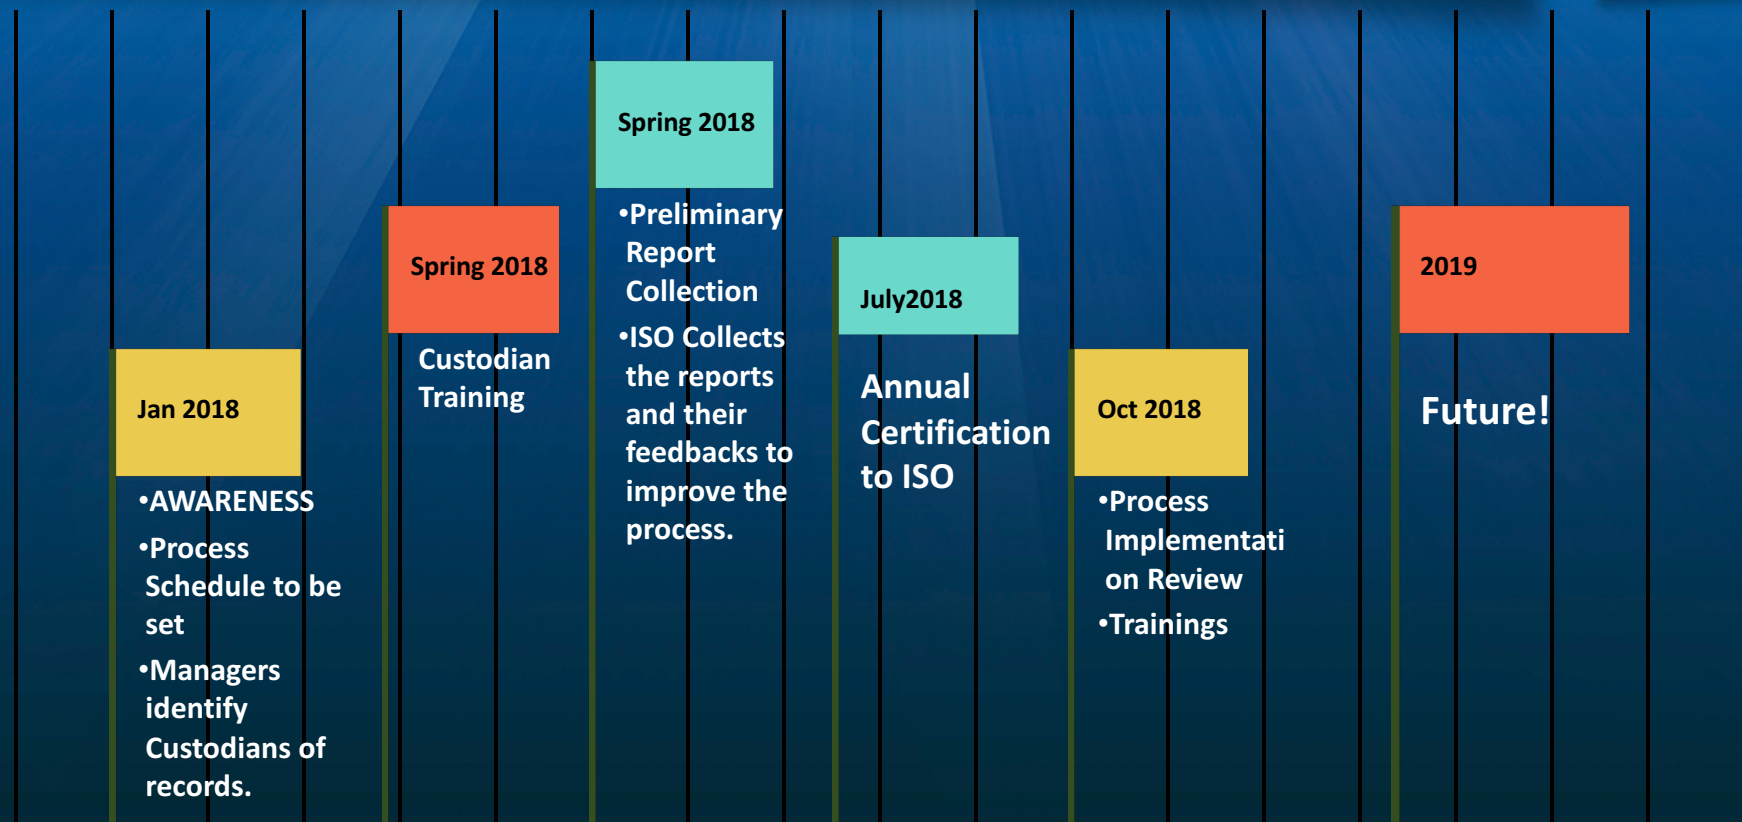 Jan 2018
•AWARENESS
•Process
Schedule to be
set
•Managers
identify
Custodians of
records.
Spring 2018
Custodian
Training
Spring 2018
•Preliminary
Report
Collection
•ISO Collects
the reports
and their
feedbacks to
improve the
process.
July2018
Annual
Certification
to ISO
Oct 2018
•Process
Implementati
on Review
•Trainings
2019
Future!